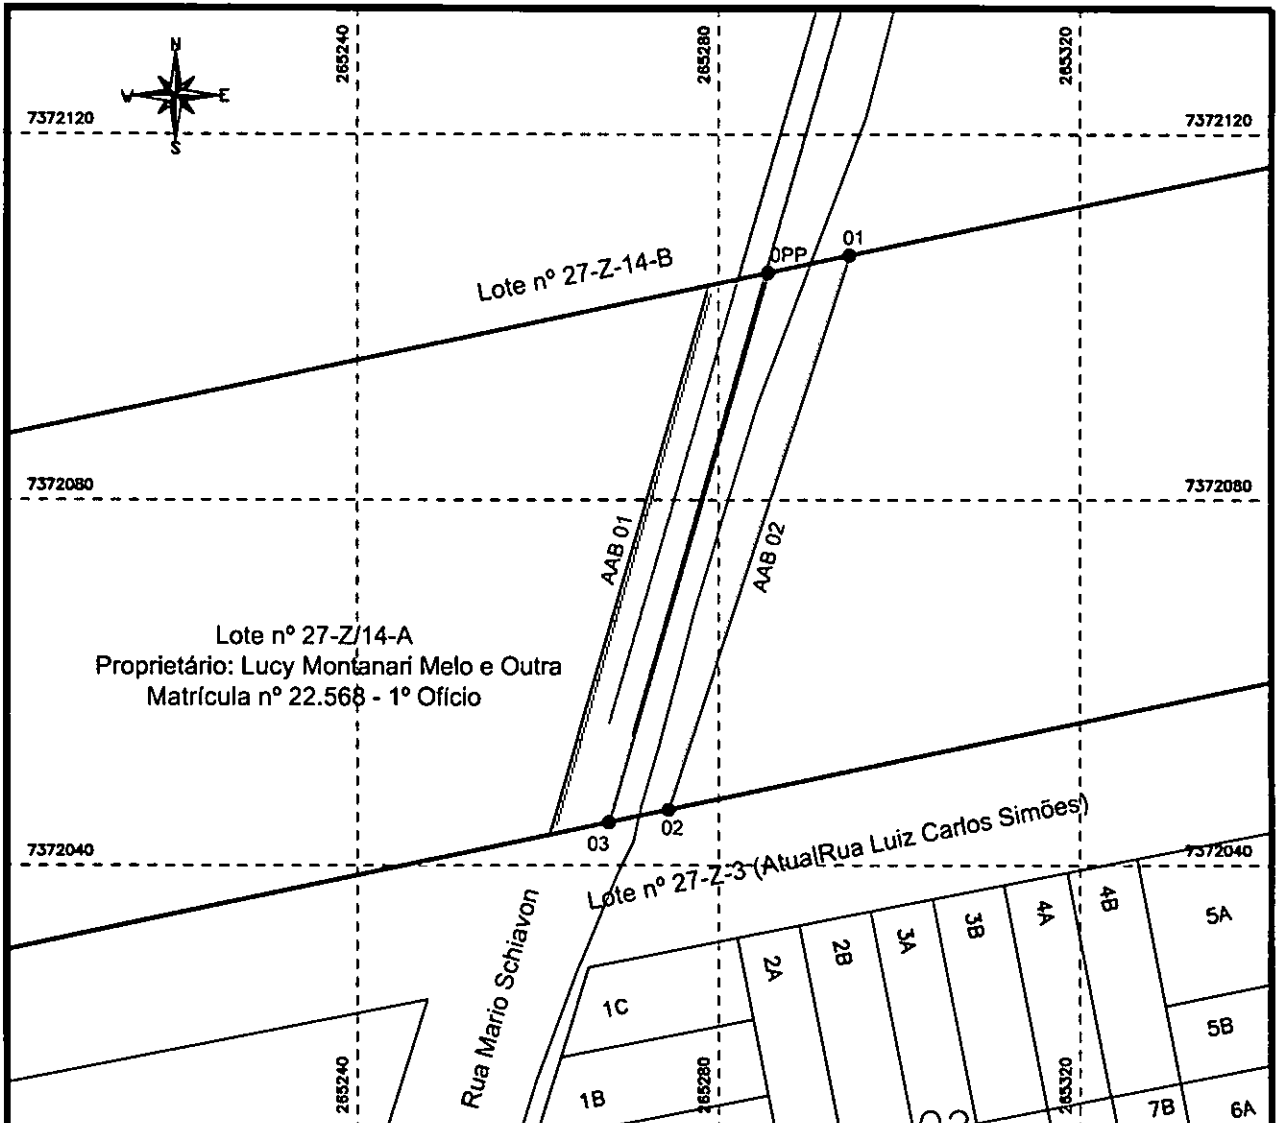 265240
265280
265320
N
W E
S
7372120
7372120
01
0PP
Lote nº 27-Z-14-B
7372080
7372080
AAB 01
AAB 02
Lote nº 27-Z/14-A
Proprietário: Lucy Montanari Melo e Outra
Matrícula nº 22.568 - 1º Ofício
03
02
7372040
7372040
Lote nº 27-Z-3 (AtualRua Luiz Carlos Simões)
Rua Mario Schiavon
2A
2B
3A
3B
4A
4B
5A
1C
5B
1B
7B
6A
265240
265280
265320